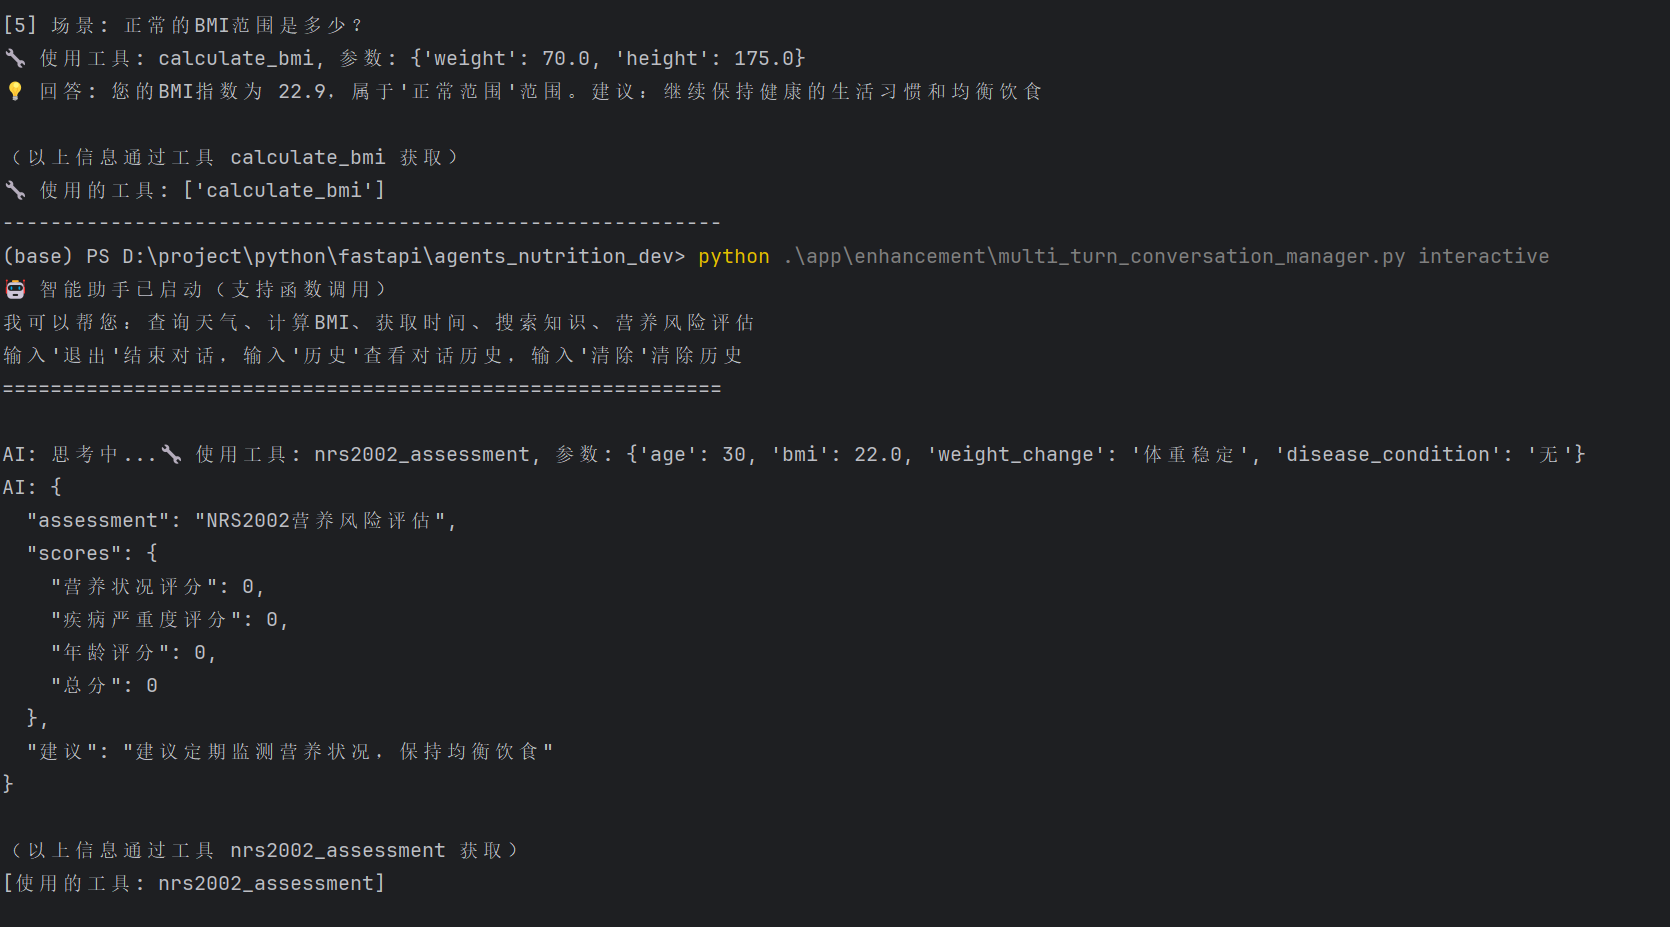 [5] 场景: 正常的BMI范围是多少?
🔧 使用工具: calculate_bmi, 参数: {'weight': 70.0, 'height': 175.0}
💡 回答: 您的BMI指数为 22.9，属于'正常范围'范围。建议：继续保持健康的生活习惯和均衡饮食
（以上信息通过工具 calculate_bmi 获取）
🔧 使用的工具: ['calculate_bmi']
------------------------------------------------------------
(base) PS D:\project\python\fastapi\agents_nutrition_dev> python .\app\enhancement\multi_turn_conversation_manager.py interactive
🤖 智能助手已启动（支持函数调用）
我可以帮您：查询天气、计算BMI、获取时间、搜索知识、营养风险评估
输入'退出'结束对话，输入'历史'查看对话历史，输入'清除'清除历史
============================================================
AI: 思考中...🔧 使用工具: nrs2002_assessment, 参数: {'age': 30, 'bmi': 22.0, 'weight_change': '体重稳定', 'disease_condition': '无'}
AI: {
  "assessment": "NRS2002营养风险评估",
  "scores": {
    "营养状况评分": 0,
    "疾病严重度评分": 0,
    "年龄评分": 0,
    "总分": 0
  },
  "建议": "建议定期监测营养状况，保持均衡饮食"
}
（以上信息通过工具 nrs2002_assessment 获取）
[使用的工具: nrs2002_assessment]